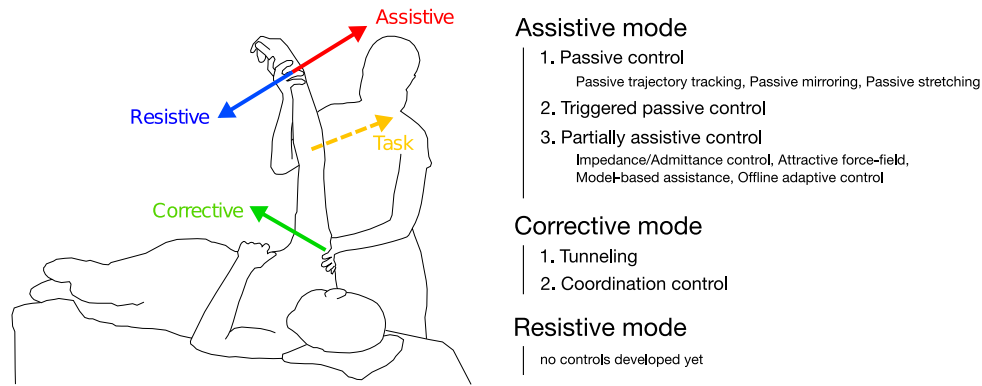 Assistive
Resistive
Task
Corrective
Assistive mode
1. Passive control
Passive trajectory tracking, Passive mirroring, Passive stretching
2. Triggered passive control
3. Partially assistive control
Impedance/Admittance control, Attractive force-field,
Model-based assistance, Offline adaptive control
Corrective mode
1. Tunneling
2. Coordination control
Resistive mode
no controls developed yet